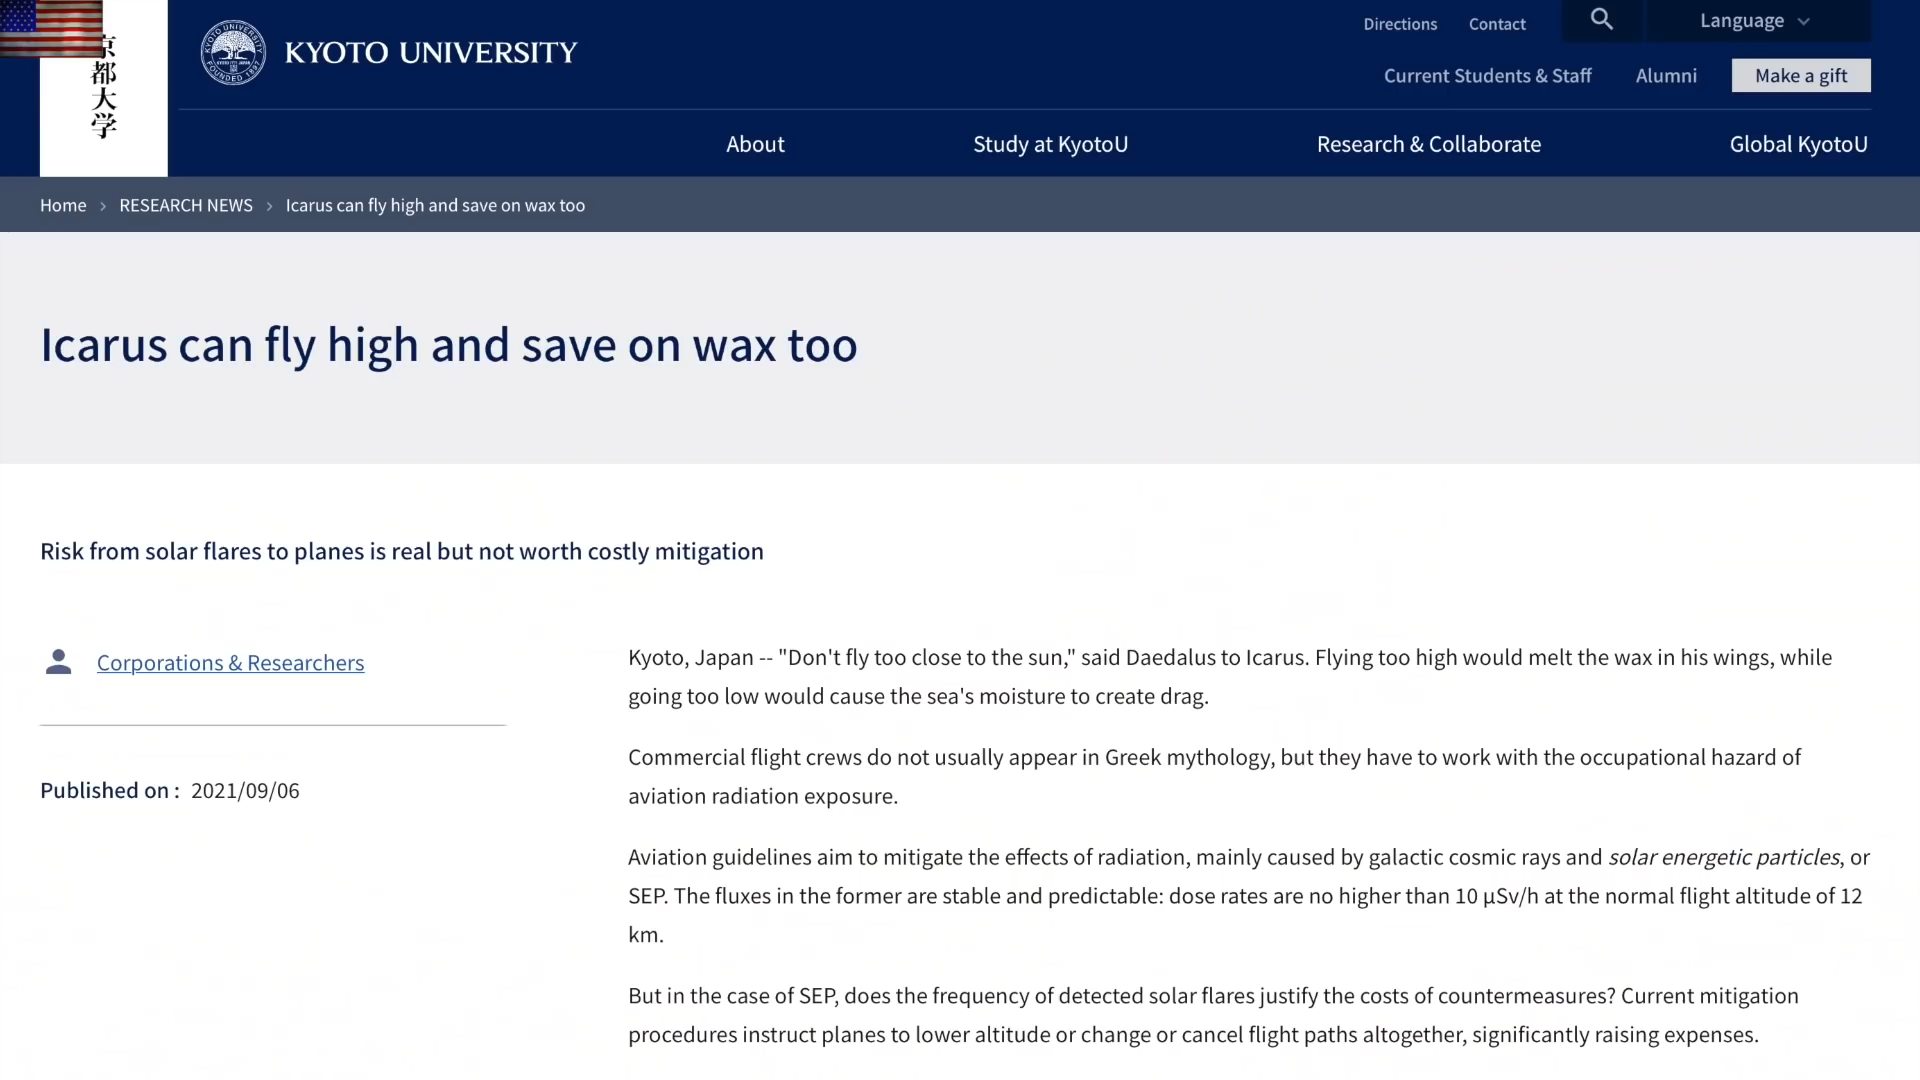 京都大学
KYOTO UNIVERSITY
FOUNDED 1897
Directions
Contact
Language
Current Students & Staff
Alumni
Make a gift
About
Study at KyotoU
Research & Collaborate
Global KyotoU
Home > RESEARCH NEWS > Icarus can fly high and save on wax too
Icarus can fly high and save on wax too
Risk from solar flares to planes is real but not worth costly mitigation
Corporations & Researchers
Published on : 2021/09/06
Kyoto, Japan -- "Don't fly too close to the sun," said Daedalus to Icarus. Flying too high would melt the wax in his wings, while
going too low would cause the sea's moisture to create drag.
Commercial flight crews do not usually appear in Greek mythology, but they have to work with the occupational hazard of
aviation radiation exposure.
Aviation guidelines aim to mitigate the effects of radiation, mainly caused by galactic cosmic rays and solar energetic particles, or
SEP. The fluxes in the former are stable and predictable: dose rates are no higher than 10 μSv/h at the normal flight altitude of 12
km.
But in the case of SEP, does the frequency of detected solar flares justify the costs of countermeasures? Current mitigation
procedures instruct planes to lower altitude or change or cancel flight paths altogether, significantly raising expenses.